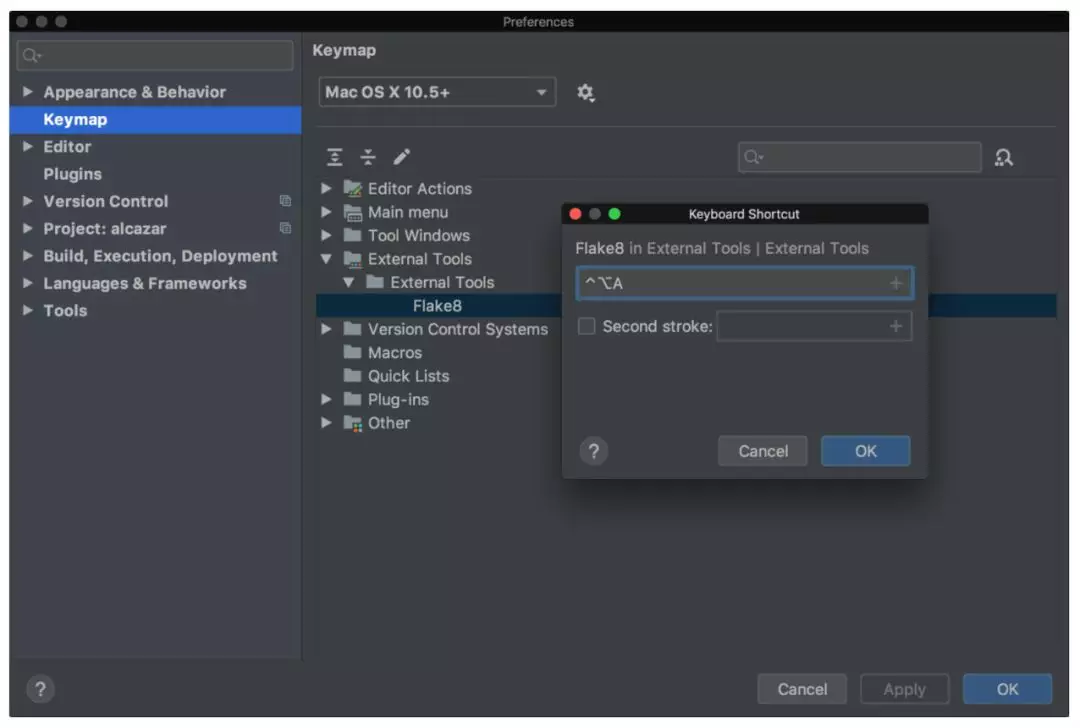 Preferences
Appearance & Behavior
Keymap
Editor
Plugins
Version Control
Project: alcazar
Build, Execution, Deployment
Languages & Frameworks
Tools
Keymap
Mac OS X 10.5+
Editor Actions
Main menu
Tool Windows
External Tools
External Tools
Flake8
Version Control Systems
Macros
Quick Lists
Plug-ins
Other
Keyboard Shortcut
Flake8 in External Tools | External Tools
^⌥A
Second stroke:
?
Cancel
OK
?
Cancel
Apply
OK